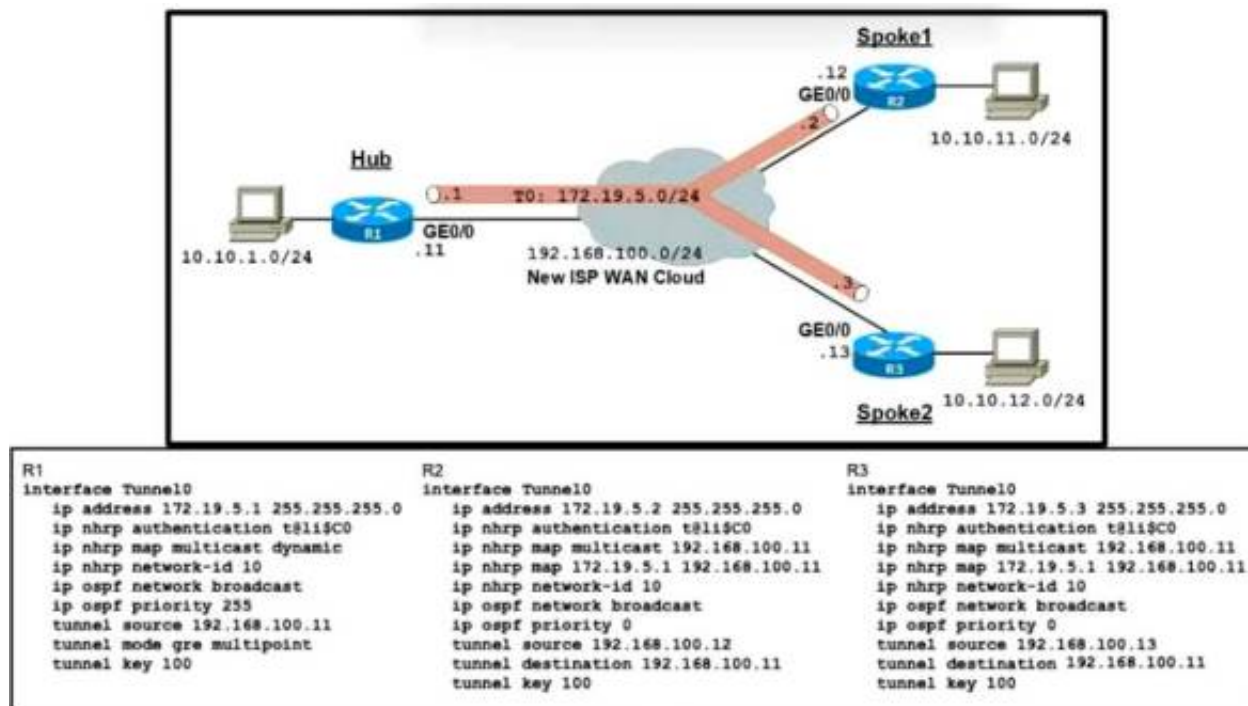 Spoke1
.12
GE0/0
R2
.2
10.10.11.0/24
Hub
.1
T0: 172.19.5.0/24
R1
GE0/0
.11
10.10.1.0/24
192.168.100.0/24
New ISP WAN Cloud
.3
GE0/0
.13
R3
10.10.12.0/24
Spoke2
R1
interface Tunnel0
ip address 172.19.5.1 255.255.255.0
ip nhrp authentication t@li$C0
ip nhrp map multicast dynamic
ip nhrp network-id 10
ip ospf network broadcast
ip ospf priority 255
tunnel source 192.168.100.11
tunnel mode gre multipoint
tunnel key 100
R2
interface Tunnel0
ip address 172.19.5.2 255.255.255.0
ip nhrp authentication t@li$C0
ip nhrp map multicast 192.168.100.11
ip nhrp map 172.19.5.1 192.168.100.11
ip nhrp network-id 10
ip ospf network broadcast
ip ospf priority 0
tunnel source 192.168.100.12
tunnel destination 192.168.100.11
tunnel key 100
R3
interface Tunnel0
ip address 172.19.5.3 255.255.255.0
ip nhrp authentication t@li$C0
ip nhrp map multicast 192.168.100.11
ip nhrp map 172.19.5.1 192.168.100.11
ip nhrp network-id 10
ip ospf network broadcast
ip ospf priority 0
tunnel source 192.168.100.13
tunnel destination 192.168.100.11
tunnel key 100